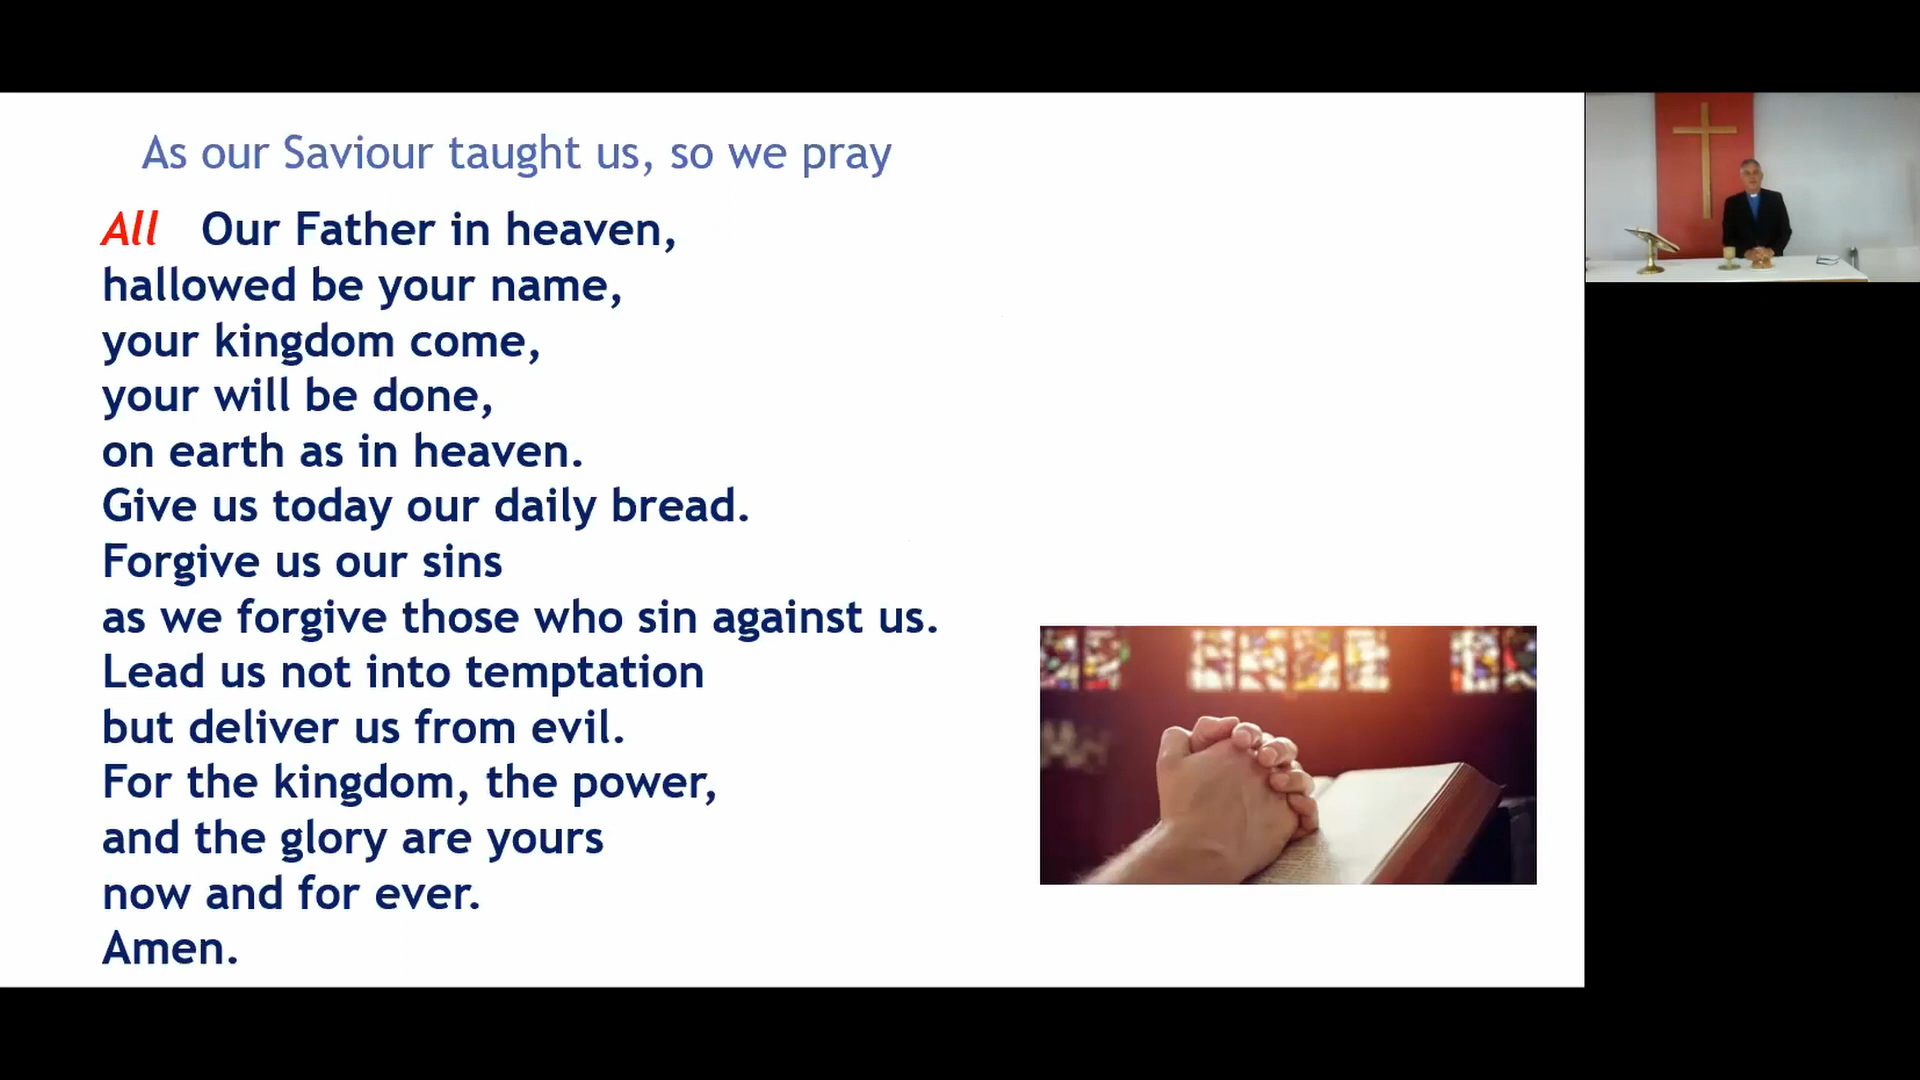 As our Saviour taught us, so we pray
All Our Father in heaven,
hallowed be your name,
your kingdom come,
your will be done,
on earth as in heaven.
Give us today our daily bread.
Forgive us our sins
as we forgive those who sin against us.
Lead us not into temptation
but deliver us from evil.
For the kingdom, the power,
and the glory are yours
now and for ever.
Amen.